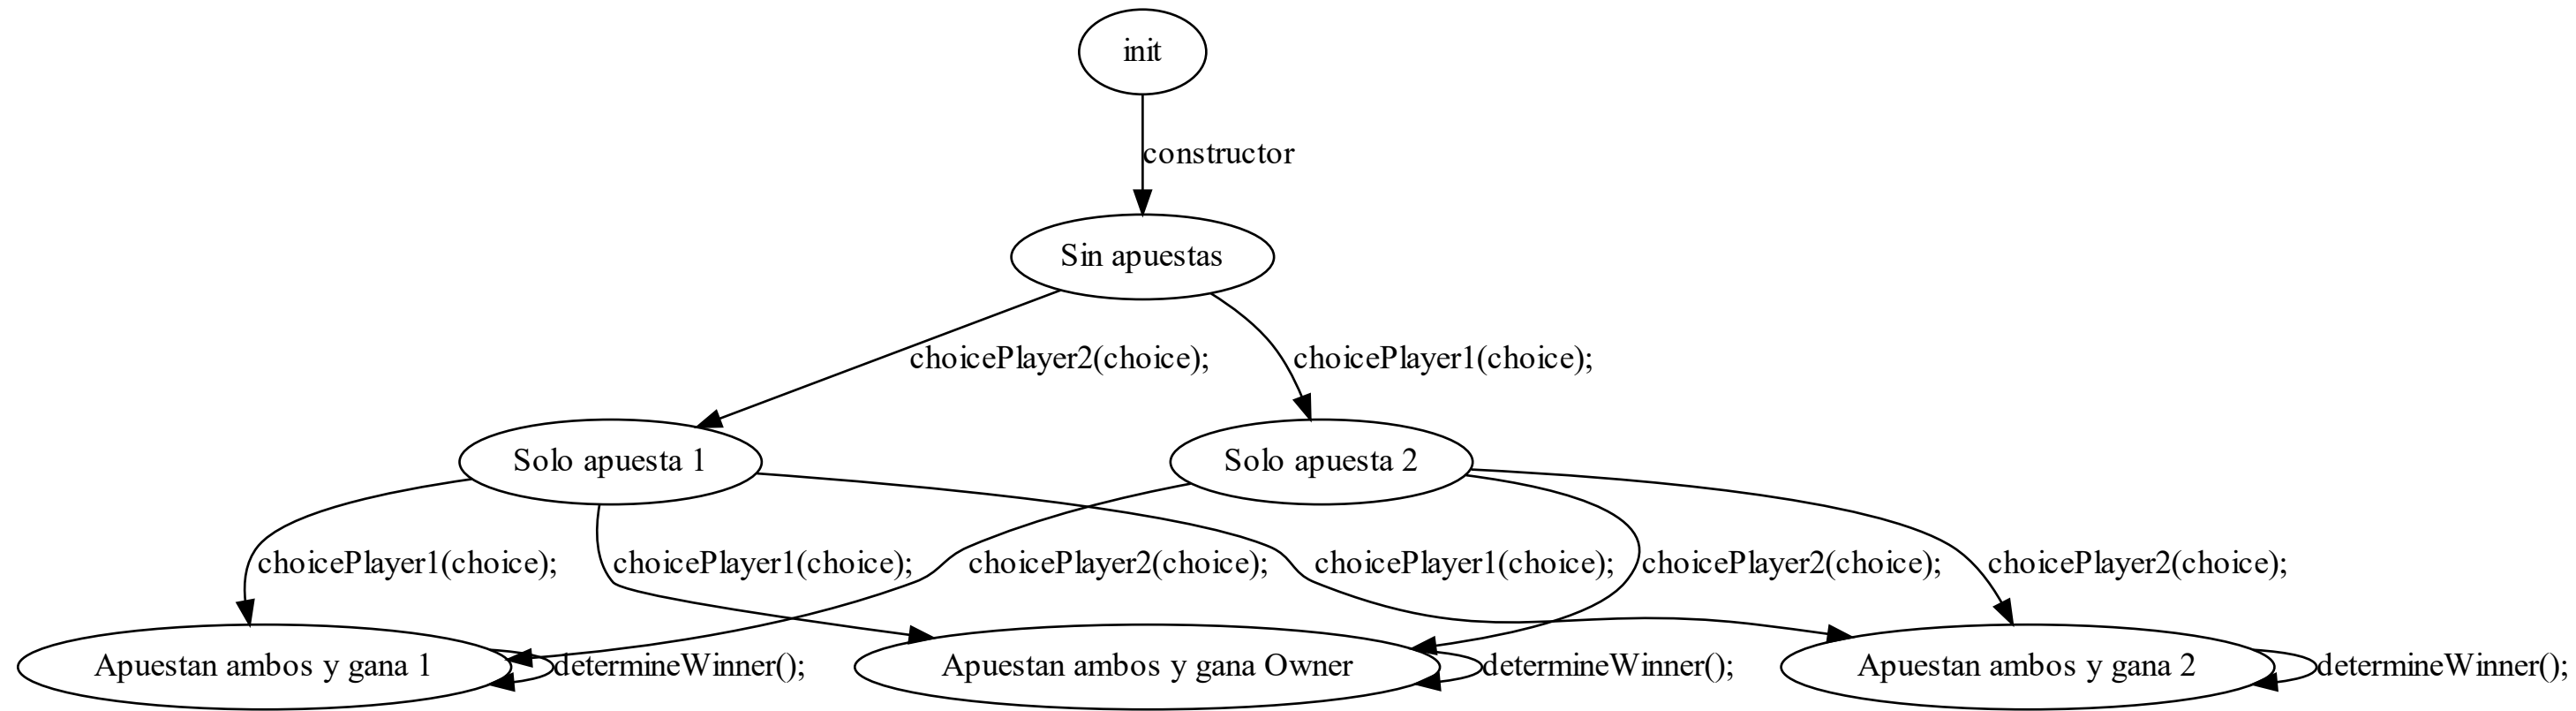 init
constructor
Sin apuestas
choicePlayer2(choice);
choicePlayer1(choice);
Solo apuesta 1
Solo apuesta 2
choicePlayer1(choice);
choicePlayer1(choice);
choicePlayer2(choice);
choicePlayer1(choice);
choicePlayer2(choice);
choicePlayer2(choice);
Apuestan ambos y gana 1
determineWinner();
Apuestan ambos y gana Owner
determineWinner();
Apuestan ambos y gana 2
determineWinner();